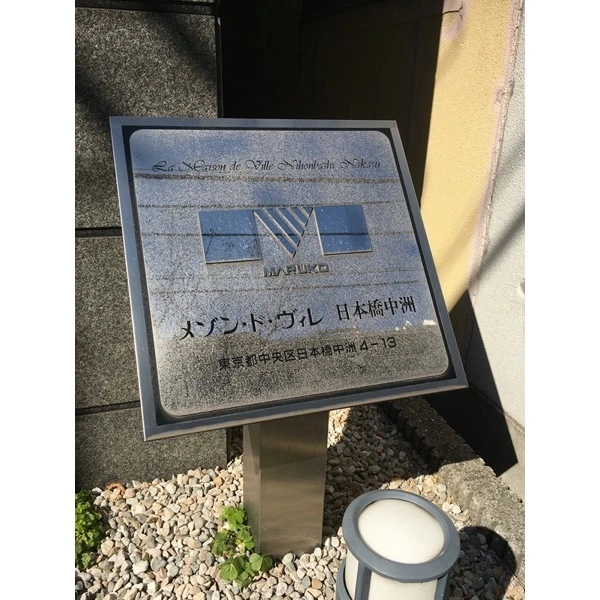 La Maison de Ville Nihonbashi Nakasu
MARUKO
メゾン・ド・ヴィレ 日本橋中洲
東京都中央区日本橋中洲4-13